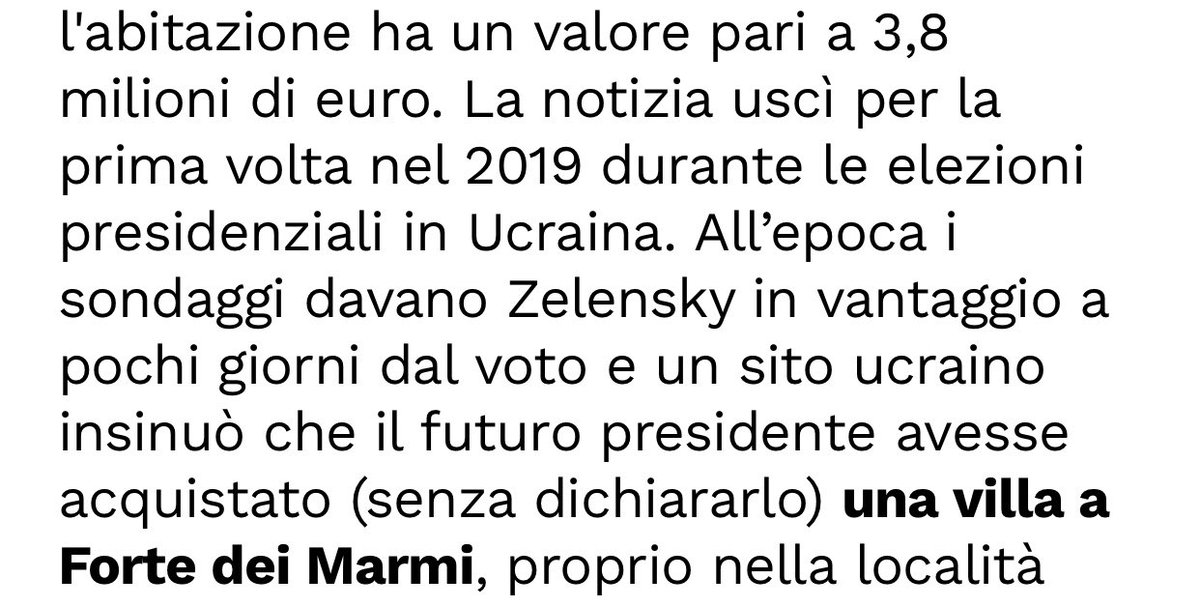 l'abitazione ha un valore pari a 3,8
milioni di euro. La notizia uscì per la
prima volta nel 2019 durante le elezioni
presidenziali in Ucraina. All’epoca i
sondaggi davano Zelensky in vantaggio a
pochi giorni dal voto e un sito ucraino
insinuò che il futuro presidente avesse
acquistato (senza dichiararlo) una villa a
Forte dei Marmi, proprio nella località